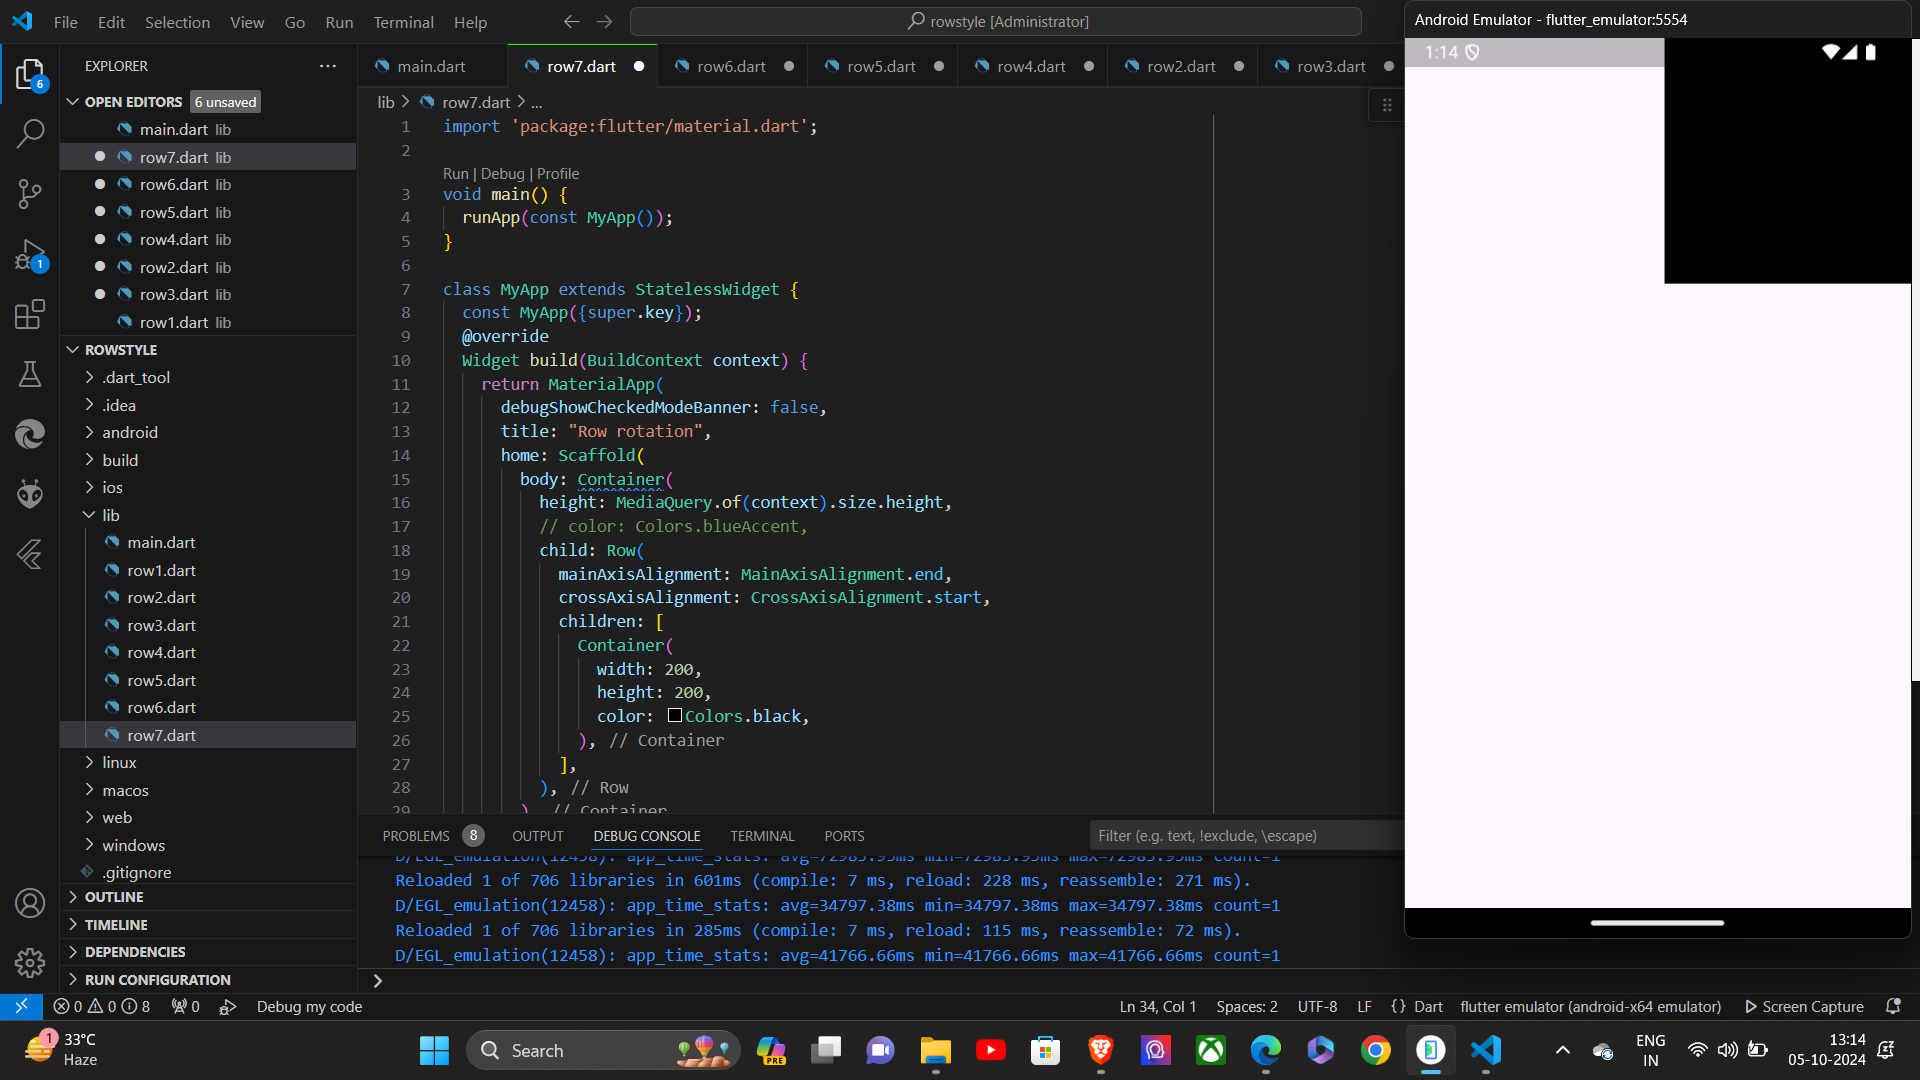 File Edit Selection View Go Run Terminal Help
rowstyle [Administrator]
Android Emulator - flutter_emulator:5554
1:14
EXPLORER
OPEN EDITORS 6 unsaved
main.dart lib
row7.dart lib
row6.dart lib
row5.dart lib
row4.dart lib
row2.dart lib
row3.dart lib
row1.dart lib
ROWSTYLE
.dart_tool
.idea
android
build
ios
lib
main.dart
row1.dart
row2.dart
row3.dart
row4.dart
row5.dart
row6.dart
row7.dart
linux
macos
web
windows
.gitignore
OUTLINE
TIMELINE
DEPENDENCIES
RUN CONFIGURATION
6
1
main.dart row7.dart row6.dart row5.dart row4.dart row2.dart row3.dart
lib > row7.dart > ...
1 import 'package:flutter/material.dart';
2
Run | Debug | Profile
3 void main() {
4 runApp(const MyApp());
5 }
6
7 class MyApp extends StatelessWidget {
8 const MyApp({super.key});
9 @override
10 Widget build(BuildContext context) {
11 return MaterialApp(
12 debugShowCheckedModeBanner: false,
13 title: "Row rotation",
14 home: Scaffold(
15 body: Container(
16 height: MediaQuery.of(context).size.height,
17 // color: Colors.blueAccent,
18 child: Row(
19 mainAxisAlignment: MainAxisAlignment.end,
20 crossAxisAlignment: CrossAxisAlignment.start,
21 children: [
22 Container(
23 width: 200,
24 height: 200,
25 color: Colors.black,
26 ), // Container
27 ],
28 ), // Row
29 ), // Container
PROBLEMS 8 OUTPUT DEBUG CONSOLE TERMINAL PORTS
Filter (e.g. text, !exclude, \escape)
D/EGL_emulation(12458): app_time_stats: avg=72983.95ms min=72983.95ms max=72983.95ms count=1
Reloaded 1 of 706 libraries in 601ms (compile: 7 ms, reload: 228 ms, reassemble: 271 ms).
D/EGL_emulation(12458): app_time_stats: avg=34797.38ms min=34797.38ms max=34797.38ms count=1
Reloaded 1 of 706 libraries in 285ms (compile: 7 ms, reload: 115 ms, reassemble: 72 ms).
D/EGL_emulation(12458): app_time_stats: avg=41766.66ms min=41766.66ms max=41766.66ms count=1
>
0 0 8 0 Debug my code
Ln 34, Col 1 Spaces: 2 UTF-8 LF {} Dart flutter emulator (android-x64 emulator) Screen Capture
1
33°C
Haze
Search
PRE
ENG
IN
13:14
05-10-2024